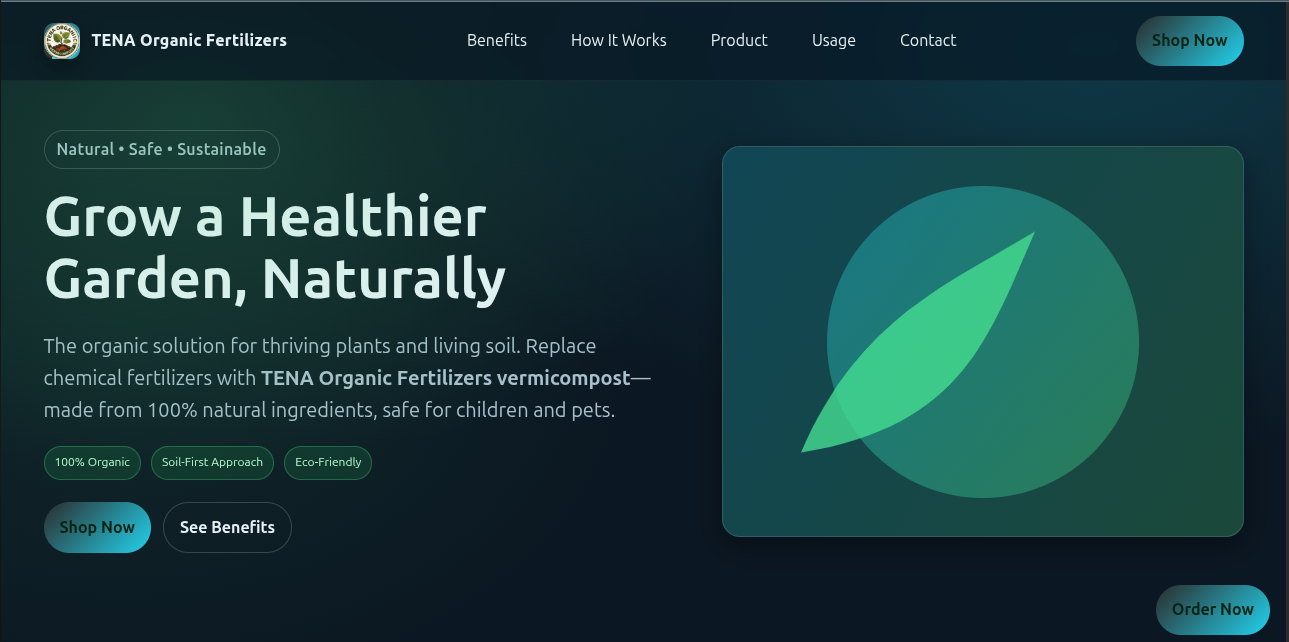 TENA ORGANIC
TENA Organic Fertilizers
Benefits
How It Works
Product
Usage
Contact
Shop Now
Natural • Safe • Sustainable
Grow a Healthier
Garden, Naturally
The organic solution for thriving plants and living soil. Replace
chemical fertilizers with TENA Organic Fertilizers vermicompost—
made from 100% natural ingredients, safe for children and pets.
100% Organic
Soil-First Approach
Eco-Friendly
Shop Now
See Benefits
Order Now